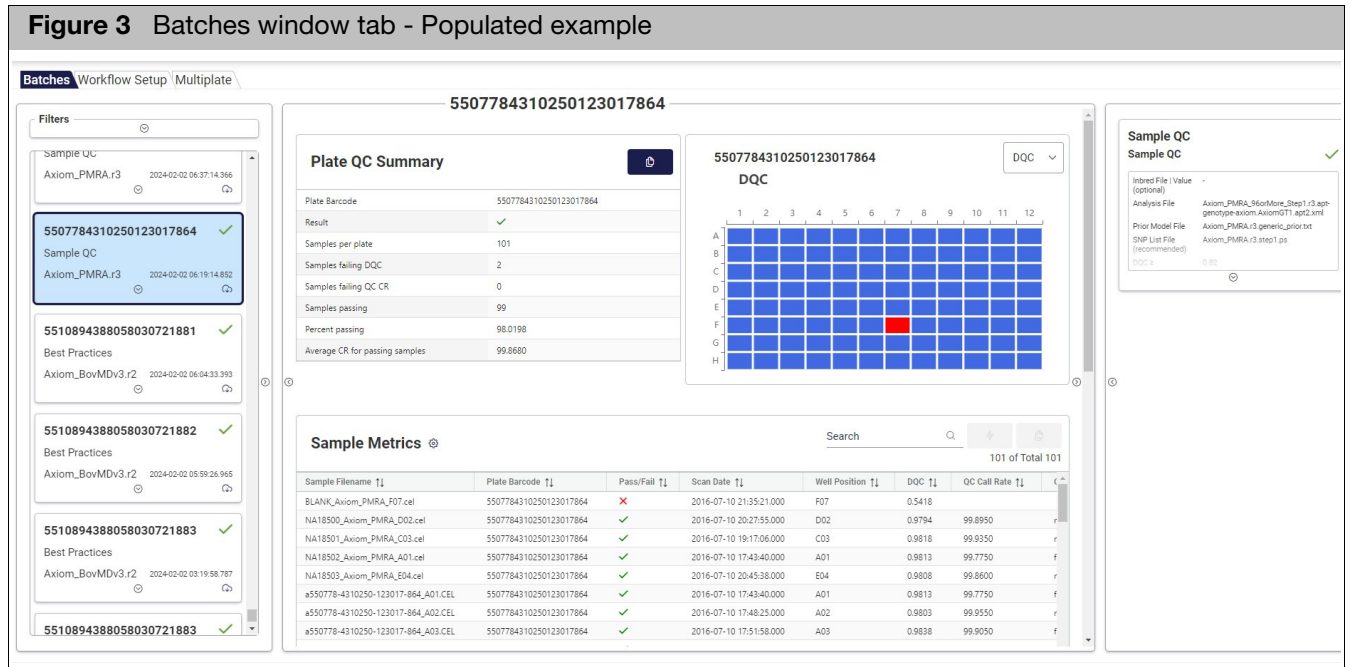 Figure 3 Batches window tab - Populated example
Batches Workflow Setup Multiplate
Filters
Sample QC
Axiom_PMRA.r3 2024-02-02 06:37:14.366
5507784310250123017864
Sample QC
Axiom_PMRA.r3 2024-02-02 06:19:14.852
5510894388058030721881
Best Practices
Axiom_BovMDv3.r2 2024-02-02 06:04:33.393
5510894388058030721882
Best Practices
Axiom_BovMDv3.r2 2024-02-02 05:59:26.965
5510894388058030721883
Best Practices
Axiom_BovMDv3.r2 2024-02-02 03:19:58.787
5510894388058030721883
5507784310250123017864
Plate QC Summary
Plate Barcode 5507784310250123017864
Result
Samples per plate 101
Samples failing DQC 2
Samples failing QC CR 0
Samples passing 99
Percent passing 98.0198
Average CR for passing samples 99.8680
5507784310250123017864
DQC
DQC
1 2 3 4 5 6 7 8 9 10 11 12
A
B
C
D
E
F
G
H
Sample Metrics
Search
101 of Total 101
Sample Filename Plate Barcode Pass/Fail Scan Date Well Position DQC QC Call Rate
BLANK_Axiom_PMRA_F07.cel 5507784310250123017864 2016-07-10 21:35:21.000 F07 0.5418
NA18500_Axiom_PMRA_D02.cel 5507784310250123017864 2016-07-10 20:27:55.000 D02 0.9794 99.8950
NA18501_Axiom_PMRA_C03.cel 5507784310250123017864 2016-07-10 19:17:06.000 C03 0.9818 99.9350
NA18502_Axiom_PMRA_A01.cel 5507784310250123017864 2016-07-10 17:43:40.000 A01 0.9813 99.7750
NA18503_Axiom_PMRA_E04.cel 5507784310250123017864 2016-07-10 20:45:38.000 E04 0.9808 99.8600
a550778-4310250-123017-864_A01.CEL 5507784310250123017864 2016-07-10 17:43:40.000 A01 0.9813 99.7750
a550778-4310250-123017-864_A02.CEL 5507784310250123017864 2016-07-10 17:48:25.000 A02 0.9803 99.9550
a550778-4310250-123017-864_A03.CEL 5507784310250123017864 2016-07-10 17:51:58.000 A03 0.9838 99.9050
Sample QC
Sample QC
Inbred File | Value -
(optional)
Analysis File Axiom_PMRA_96orMore_Step1.r3.apt-
genotype-axiom.AxiomGT1.apt2.xml
Prior Model File Axiom_PMRA.r3.generic_prior.txt
SNP List File Axiom_PMRA.r3.step1.ps
(recommended)
DQC ≥ 0.82